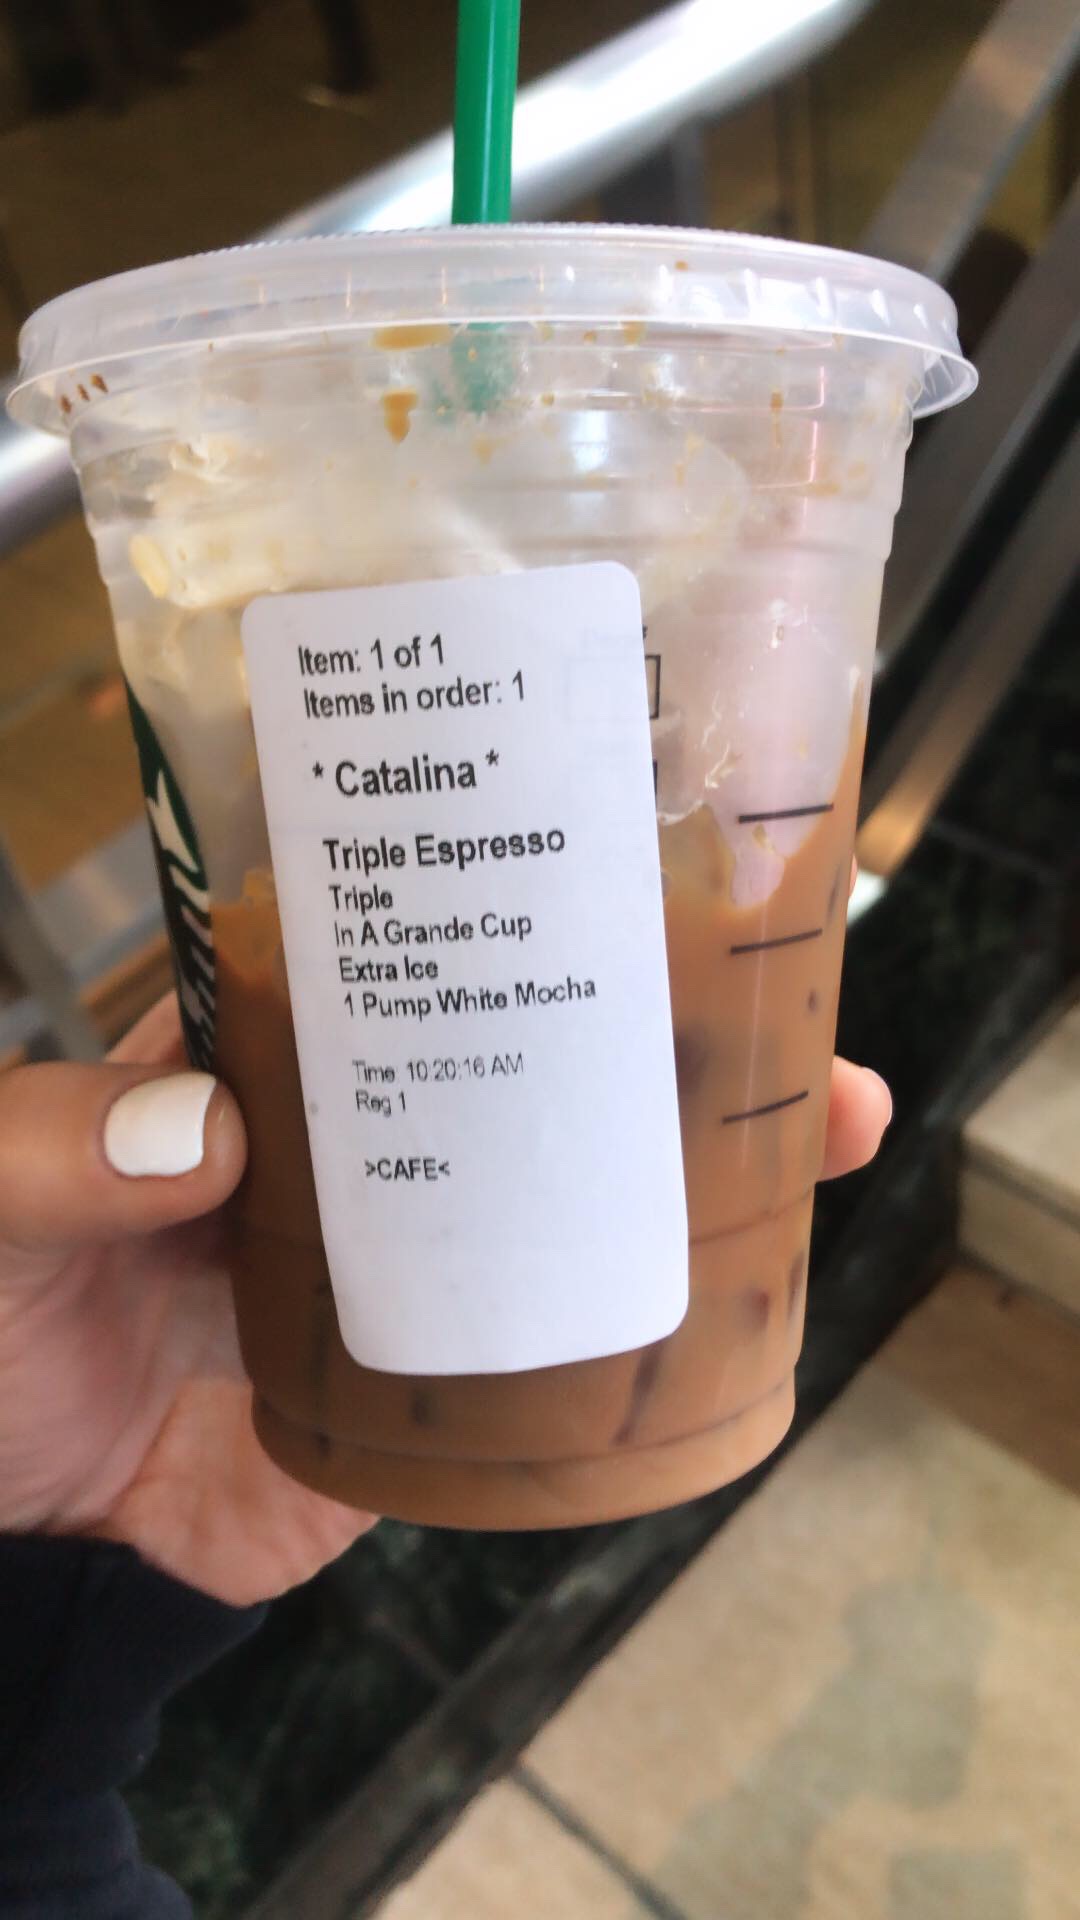 Item: 1 of 1
Items in order: 1
* Catalina *
Triple Espresso
Triple
In A Grande Cup
Extra Ice
1 Pump White Mocha
Time: 10:20:16 AM
Reg 1
>CAFE<